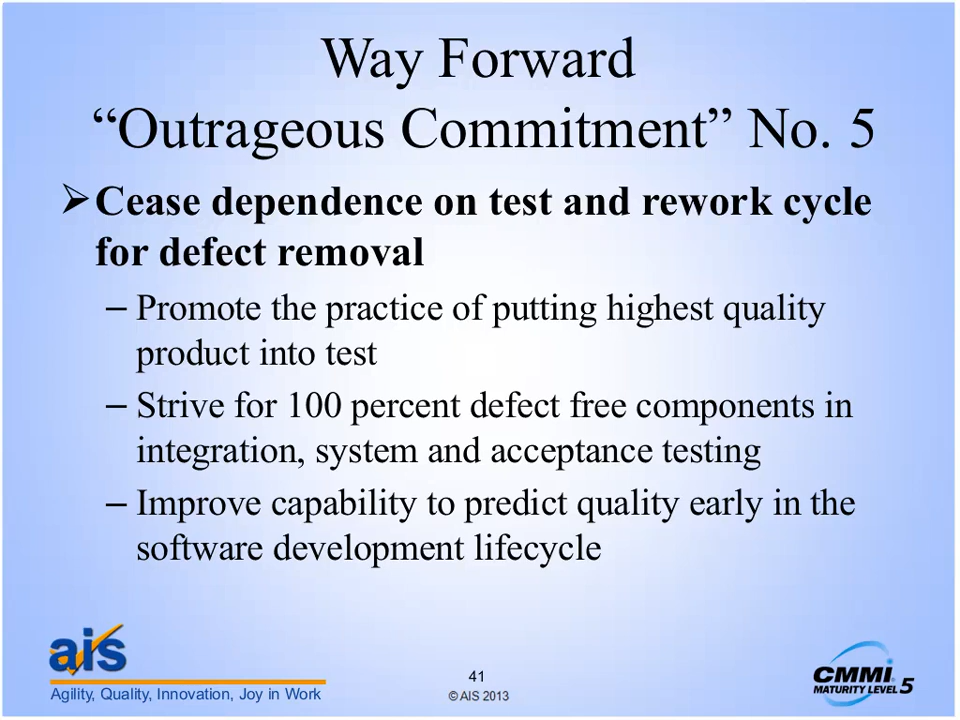 Way Forward
“Outrageous Commitment” No. 5
➢ Cease dependence on test and rework cycle
for defect removal
– Promote the practice of putting highest quality
product into test
– Strive for 100 percent defect free components in
integration, system and acceptance testing
– Improve capability to predict quality early in the
software development lifecycle
ais
Agility, Quality, Innovation, Joy in Work
41
© AIS 2013
CMMI
MATURITY LEVEL 5